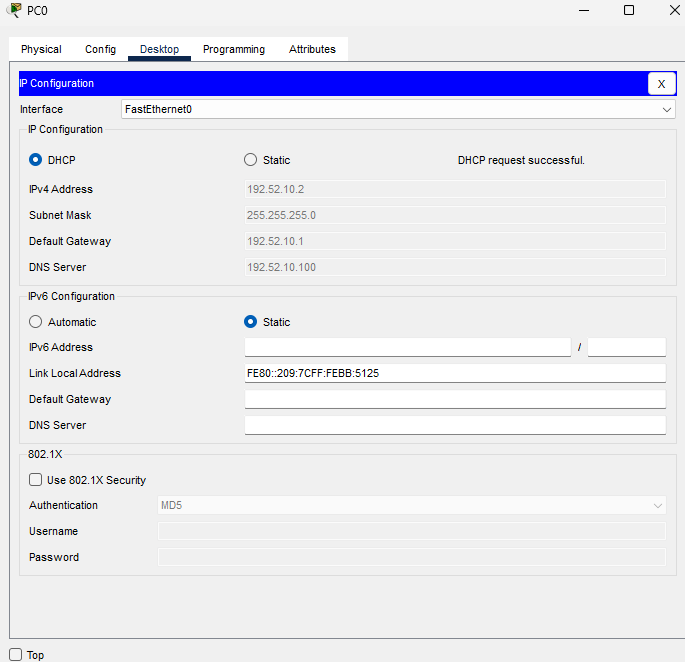 PC0
Physical Config Desktop Programming Attributes
IP Configuration X
Interface FastEthernet0
IP Configuration
DHCP Static DHCP request successful.
IPv4 Address 192.52.10.2
Subnet Mask 255.255.255.0
Default Gateway 192.52.10.1
DNS Server 192.52.10.100
IPv6 Configuration
Automatic Static
IPv6 Address /
Link Local Address FE80::209:7CFF:FEBB:5125
Default Gateway
DNS Server
802.1X
Use 802.1X Security
Authentication MD5
Username
Password
Top